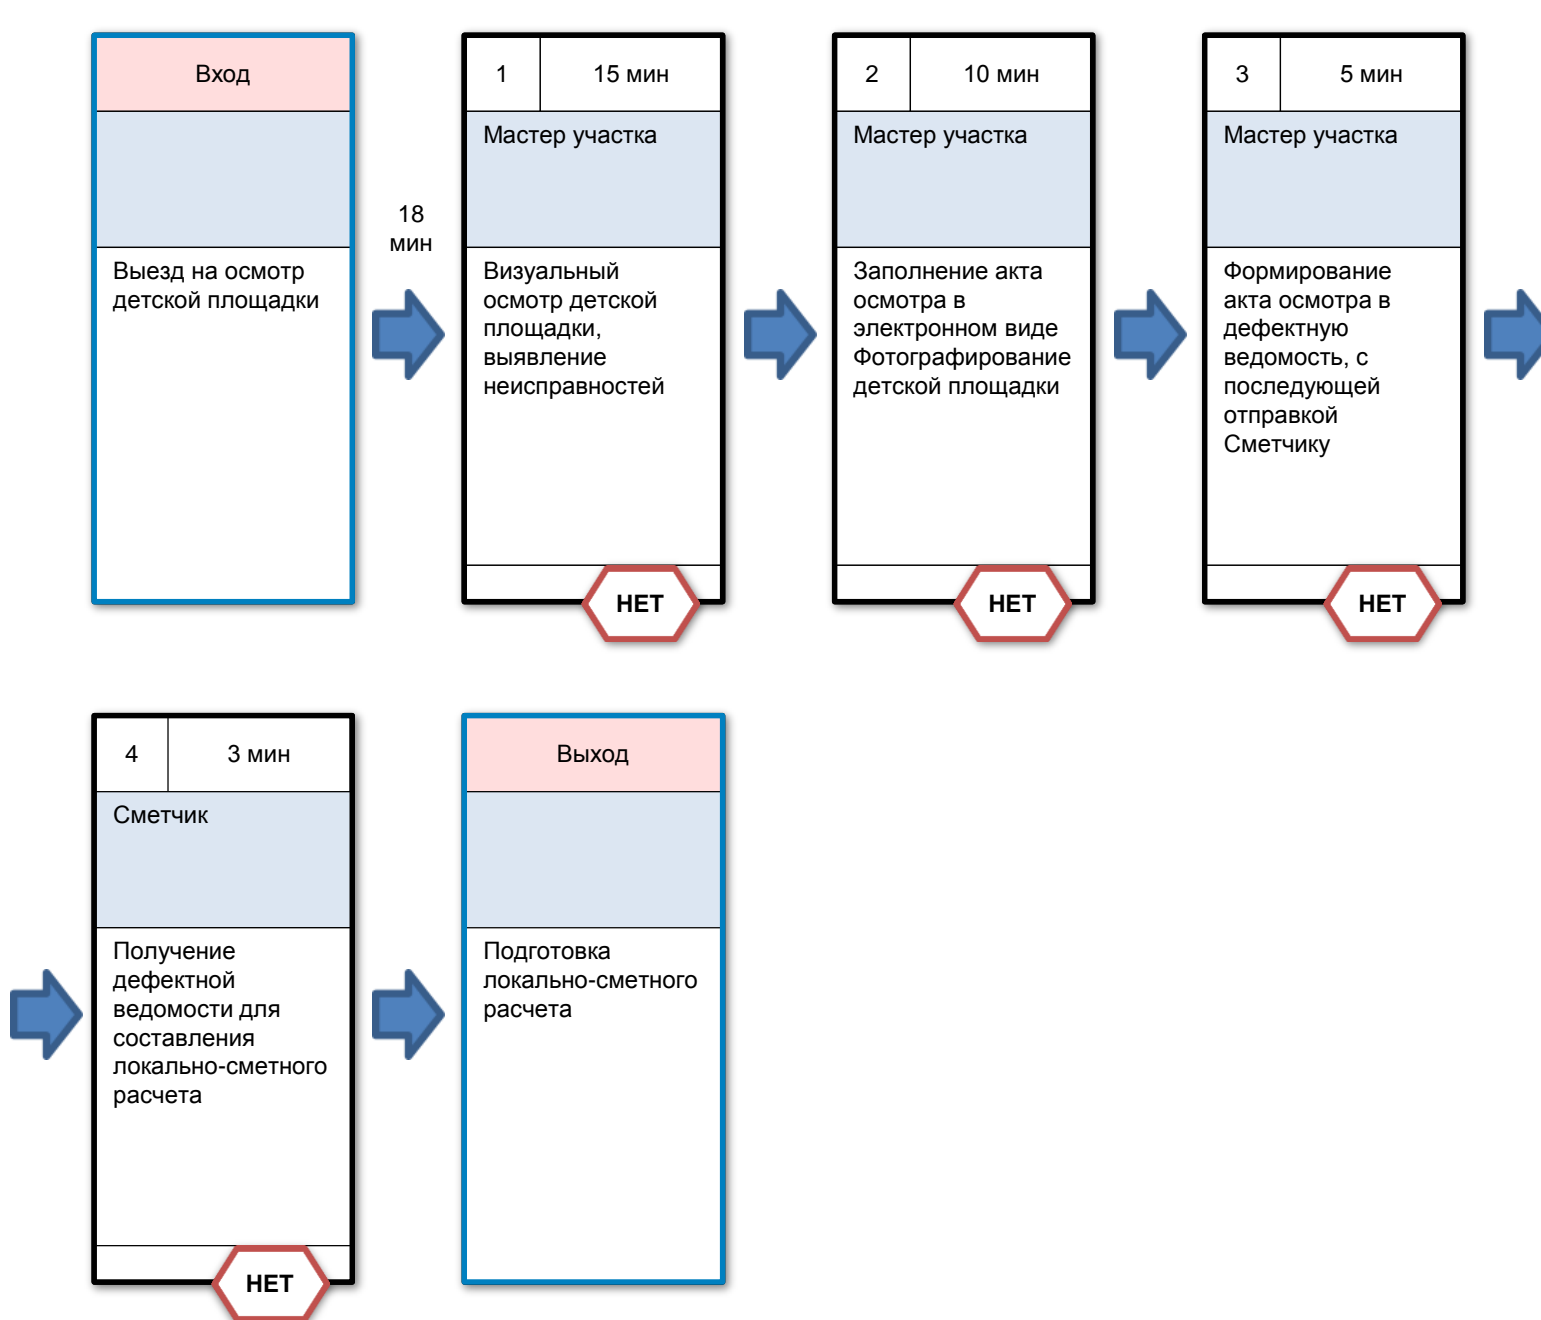 Вход
Выезд на осмотр
детской площадки
18
мин
1
15 мин
Мастер участка
Визуальный
осмотр детской
площадки,
выявление
неисправностей
НЕТ
2
10 мин
Мастер участка
Заполнение акта
осмотра в
электронном виде
Фотографирование
детской площадки
НЕТ
3
5 мин
Мастер участка
Формирование
акта осмотра в
дефектную
ведомость, с
последующей
отправкой
Сметчику
НЕТ
4
3 мин
Сметчик
Получение
дефектной
ведомости для
составления
локально-сметного
расчета
НЕТ
Выход
Подготовка
локально-сметного
расчета